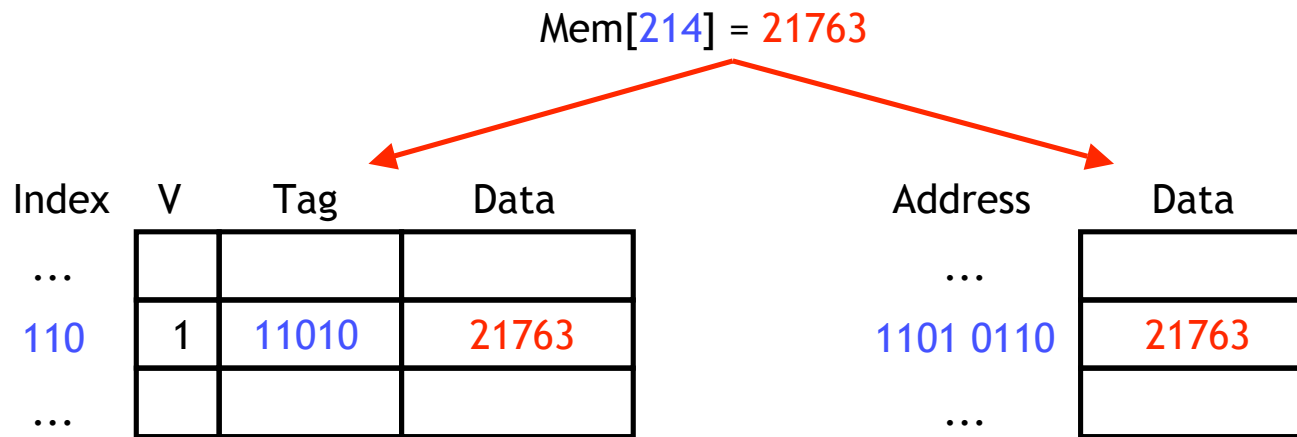 Mem[214] = 21763
Index V Tag Data Address Data
... ...
110 1 11010 21763 1101 0110 21763
... ...